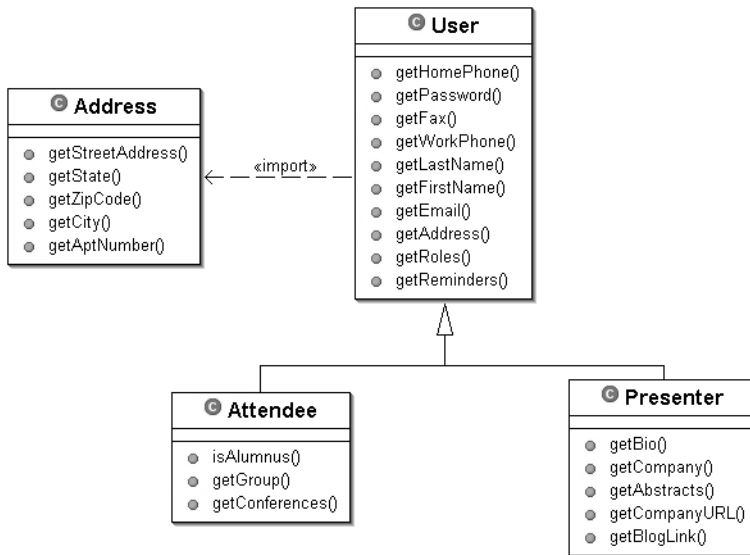 C User
getHomePhone()
getPassword()
getFax()
getWorkPhone()
getLastName()
getFirstName()
getEmail()
getAddress()
getRoles()
getReminders()
C Address
getStreetAddress()
getState()
getZipCode()
getCity()
getAptNumber()
«import»
C Attendee
isAlumnus()
getGroup()
getConferences()
C Presenter
getBio()
getCompany()
getAbstracts()
getCompanyURL()
getBlogLink()